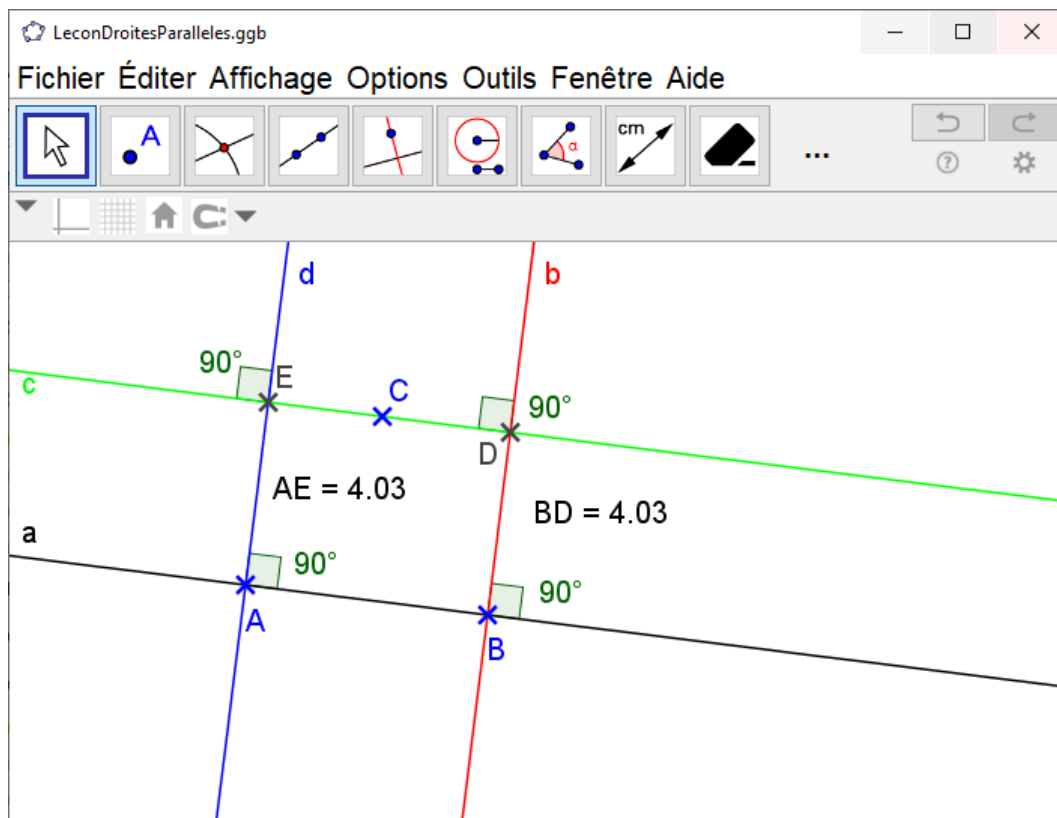 LeconDroitesParalleles.ggb
Fichier Éditer Affichage Options Outils Fenêtre Aide
A
α
cm
...
?
d
b
90°
E
c
C
90°
D
AE = 4.03
BD = 4.03
a
90°
90°
A
B